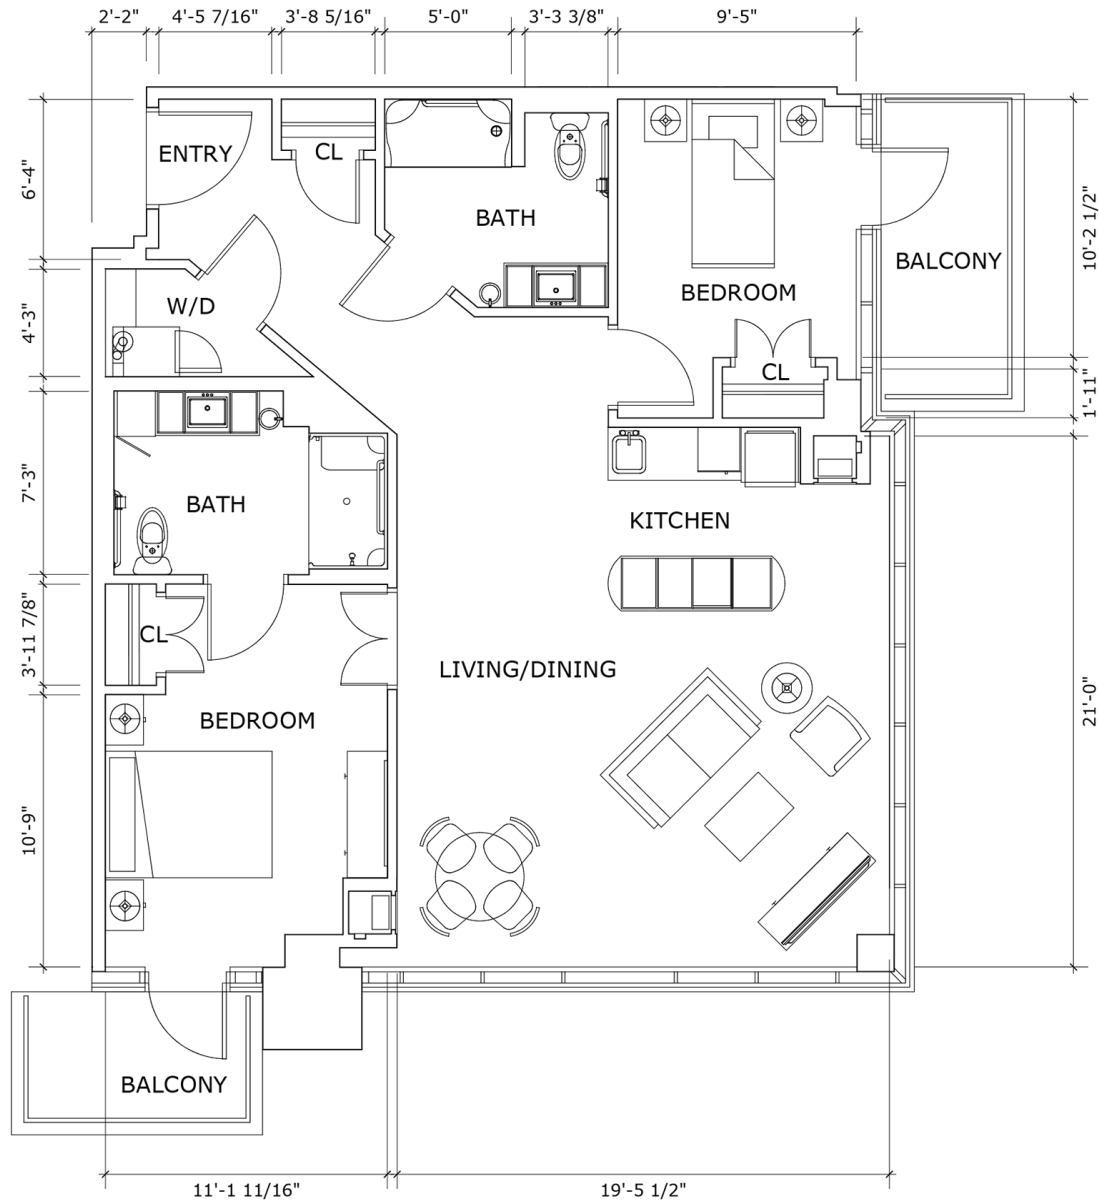 2'-2"
4'-5 7/16"
3'-8 5/16"
5'-0"
3'-3 3/8"
9'-5"
ENTRY
CL
BATH
BEDROOM
BALCONY
6'-4"
10'-2 1/2"
W/D
4'-3"
CL
1'-11"
7'-3"
BATH
KITCHEN
3'-11 7/8"
CL
LIVING/DINING
BEDROOM
21'-0"
10'-9"
BALCONY
11'-1 11/16"
19'-5 1/2"